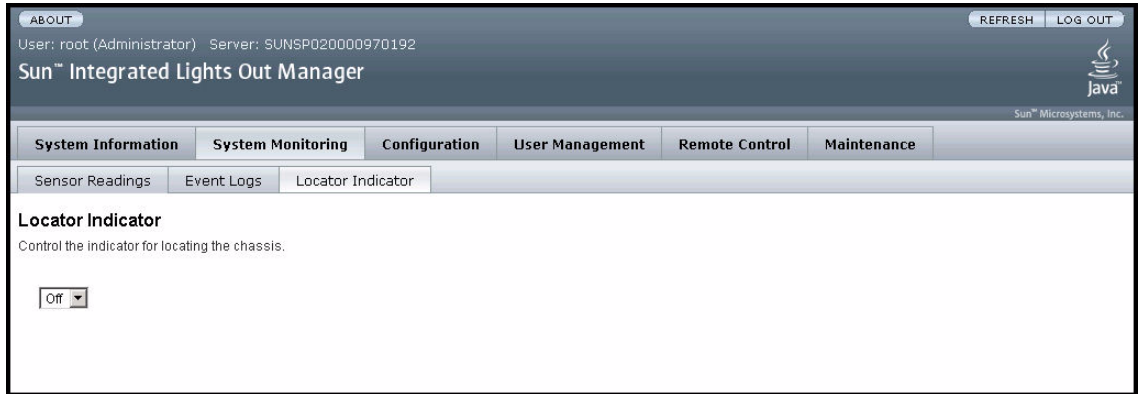 ABOUT
REFRESH LOG OUT
User: root (Administrator) Server: SUNSP020000970192
Sun™ Integrated Lights Out Manager
Java™
Sun™ Microsystems, Inc.
System Information System Monitoring Configuration User Management Remote Control Maintenance
Sensor Readings Event Logs Locator Indicator
Locator Indicator
Control the indicator for locating the chassis.
Off